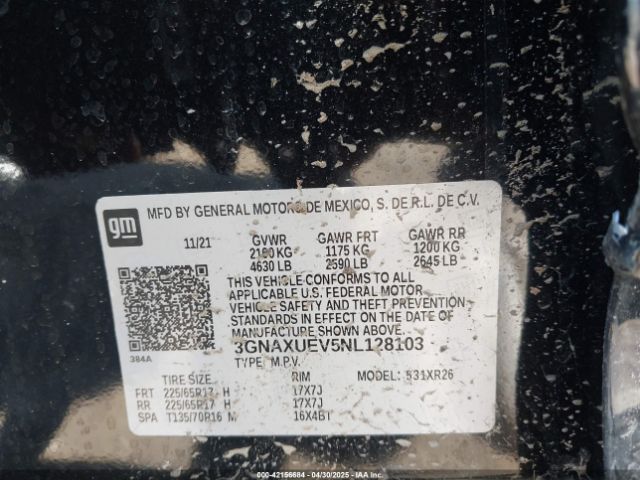 gm
MFD BY GENERAL MOTORS DE MEXICO, S. DE R.L. DE C.V.
11/21 GVWR GAWR FRT GAWR RR
2100 KG 1175 KG 1200 KG
4630 LB 2590 LB 2645 LB
THIS VEHICLE CONFORMS TO ALL
APPLICABLE U.S. FEDERAL MOTOR
VEHICLE SAFETY AND THEFT PREVENTION
STANDARDS IN EFFECT ON THE DATE OF
MANUFACTURE SHOWN ABOVE.
384A
3GNAXUEV5NL128103
TYPE: M.P.V.
TIRE SIZE RIM MODEL: 831XR26
FRT 225/65R17 H 17X7J
RR 225/65R17 H 17X7J
SPA T135/70R16 M 16X4BT
000-42156684 - 04/30/2025 - IAAI.COM